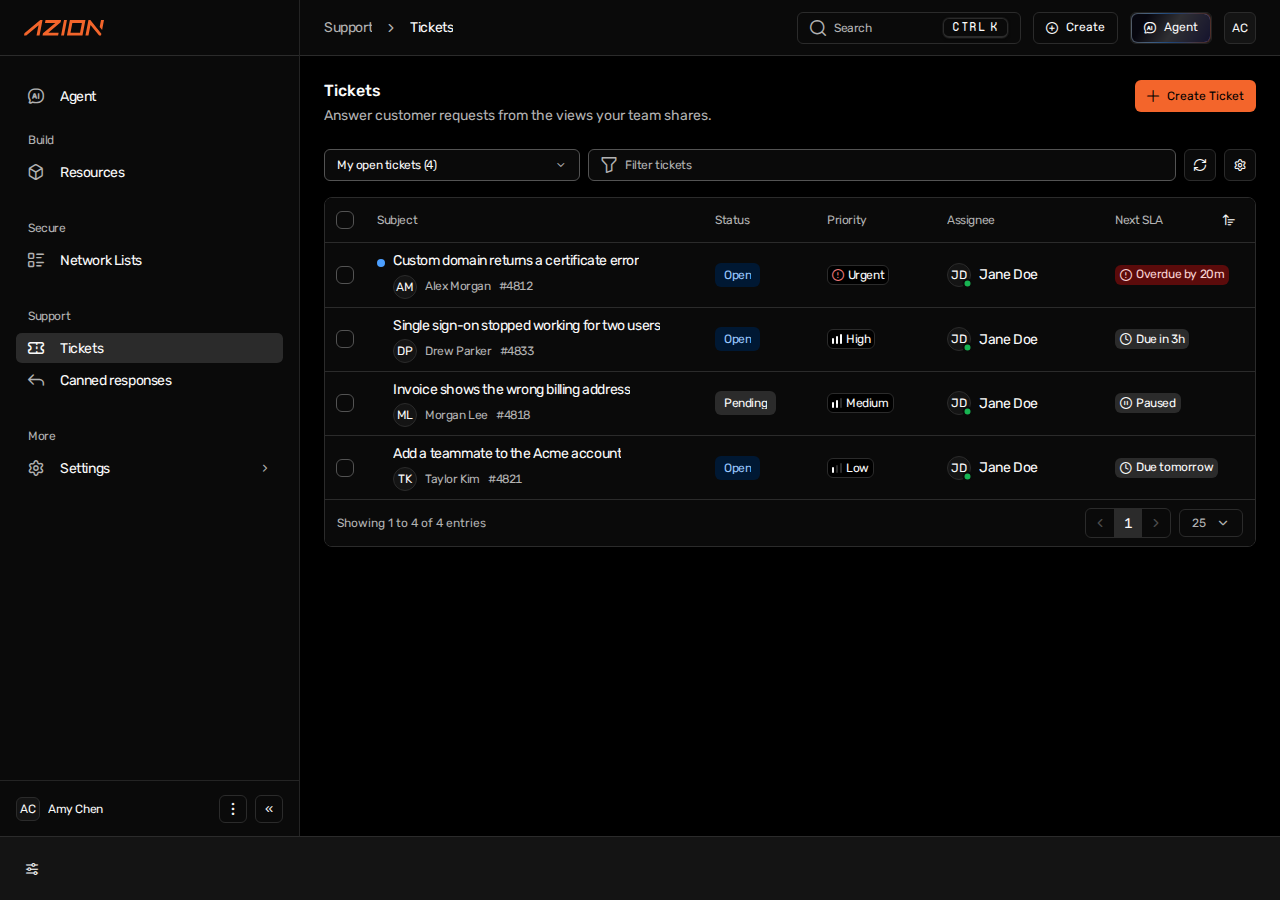 AZION
Support > Tickets
Search
CTRL K
Create
Agent
AC
Agent
Build
Resources
Secure
Network Lists
Support
Tickets
Canned responses
More
Settings
Tickets
Answer customer requests from the views your team shares.
Create Ticket
My open tickets (4)
Filter tickets
Subject Status Priority Assignee Next SLA
Custom domain returns a certificate error
AM Alex Morgan #4812
Open Urgent JD Jane Doe Overdue by 20m
Single sign-on stopped working for two users
DP Drew Parker #4833
Open High JD Jane Doe Due in 3h
Invoice shows the wrong billing address
ML Morgan Lee #4818
Pending Medium JD Jane Doe Paused
Add a teammate to the Acme account
TK Taylor Kim #4821
Open Low JD Jane Doe Due tomorrow
Showing 1 to 4 of 4 entries
1
25
AC Amy Chen